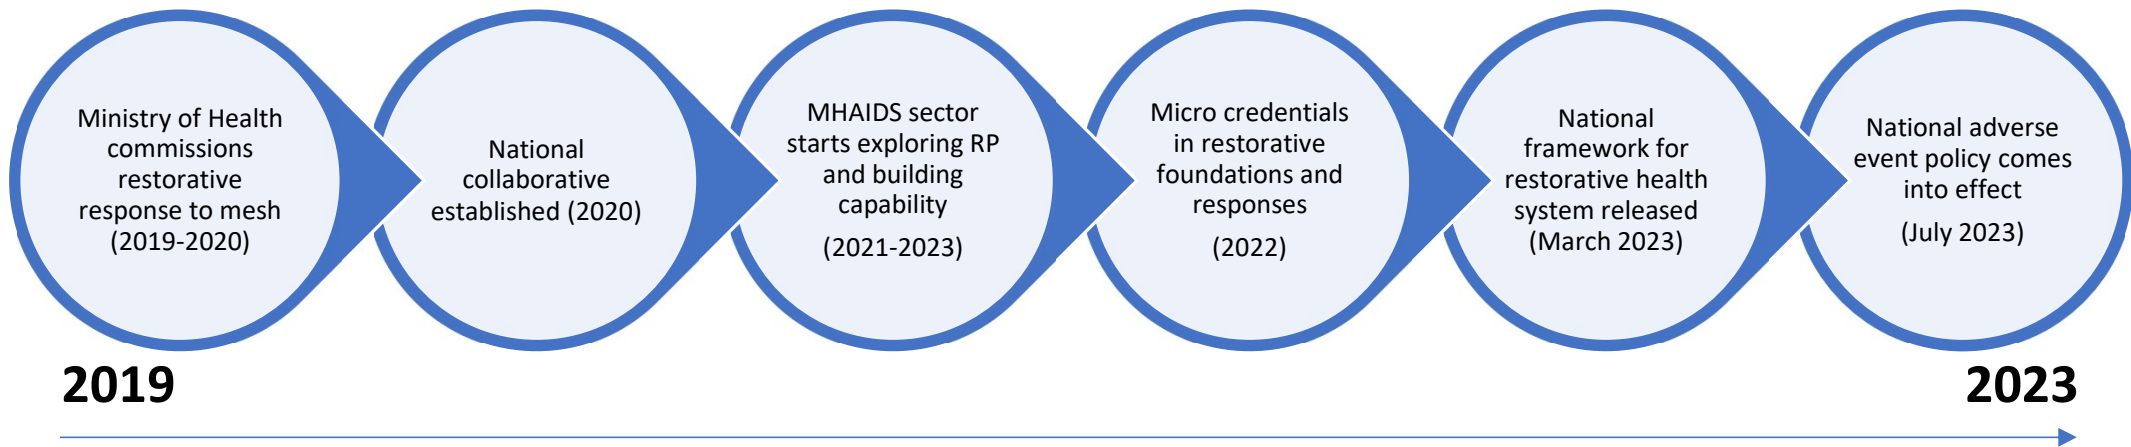 Ministry of Health
commissions
restorative
response to mesh
(2019-2020)
National
collaborative
established (2020)
MHAIDS sector
starts exploring RP
and building
capability
(2021-2023)
Micro credentials
in restorative
foundations and
responses
(2022)
National
framework for
restorative health
system released
(March 2023)
National adverse
event policy comes
into effect
(July 2023)
2019
2023